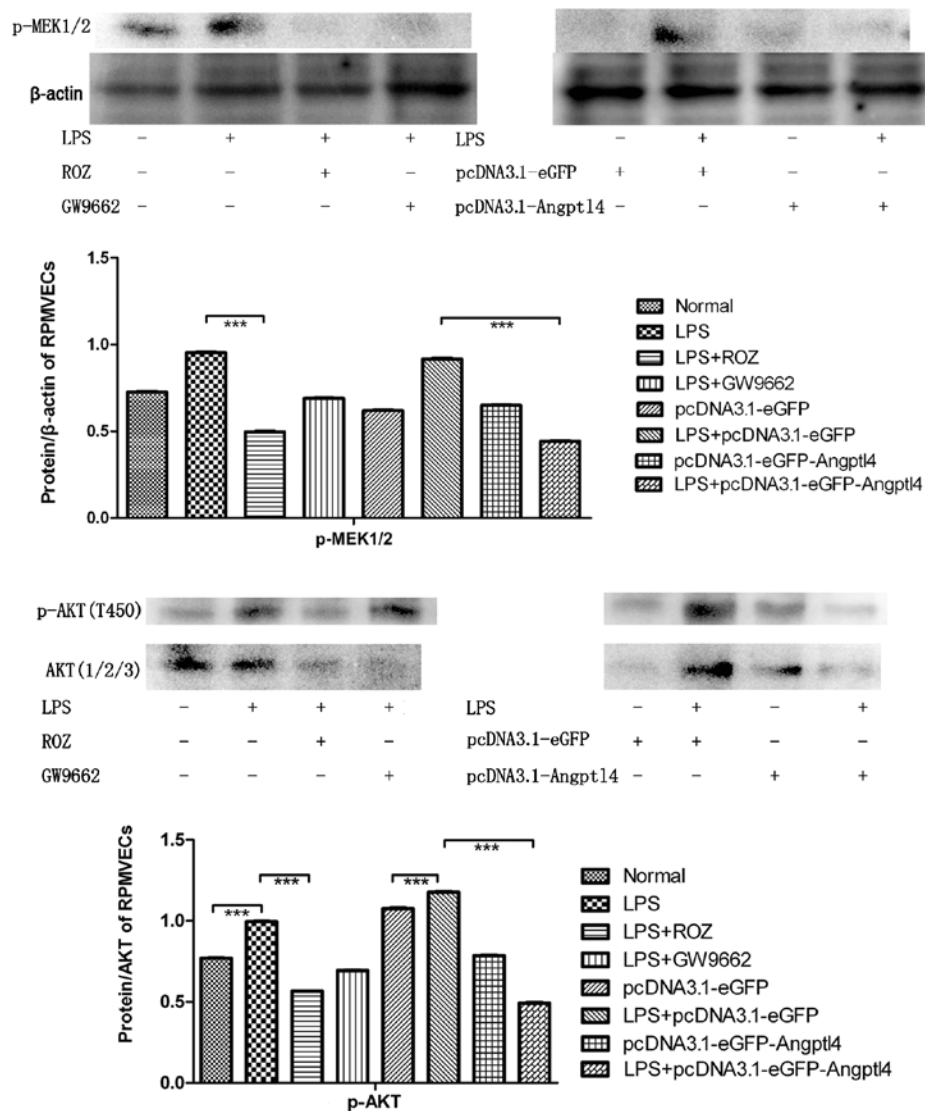 p-MEK1/2
β-actin
LPS - + + + LPS - + - +
ROZ - - + - pcDNA3.1-eGFP + + - -
GW9662 - - - + pcDNA3.1-Angptl4 - - + +
1.5
1.0
0.5
0.0
Protein/β-actin of RPMVECs
***
***
p-MEK1/2
Normal
LPS
LPS+ROZ
LPS+GW9662
pcDNA3.1-eGFP
LPS+pcDNA3.1-eGFP
pcDNA3.1-eGFP-Angptl4
LPS+pcDNA3.1-eGFP-Angptl4
p-AKT(T450)
AKT(1/2/3)
LPS - + + + LPS - + - +
ROZ - - + - pcDNA3.1-eGFP + + - -
GW9662 - - - + pcDNA3.1-Angptl4 - - + +
1.5
1.0
0.5
0.0
Protein/AKT of RPMVECs
***
***
***
***
p-AKT
Normal
LPS
LPS+ROZ
LPS+GW9662
pcDNA3.1-eGFP
LPS+pcDNA3.1-eGFP
pcDNA3.1-eGFP-Angptl4
LPS+pcDNA3.1-eGFP-Angptl4